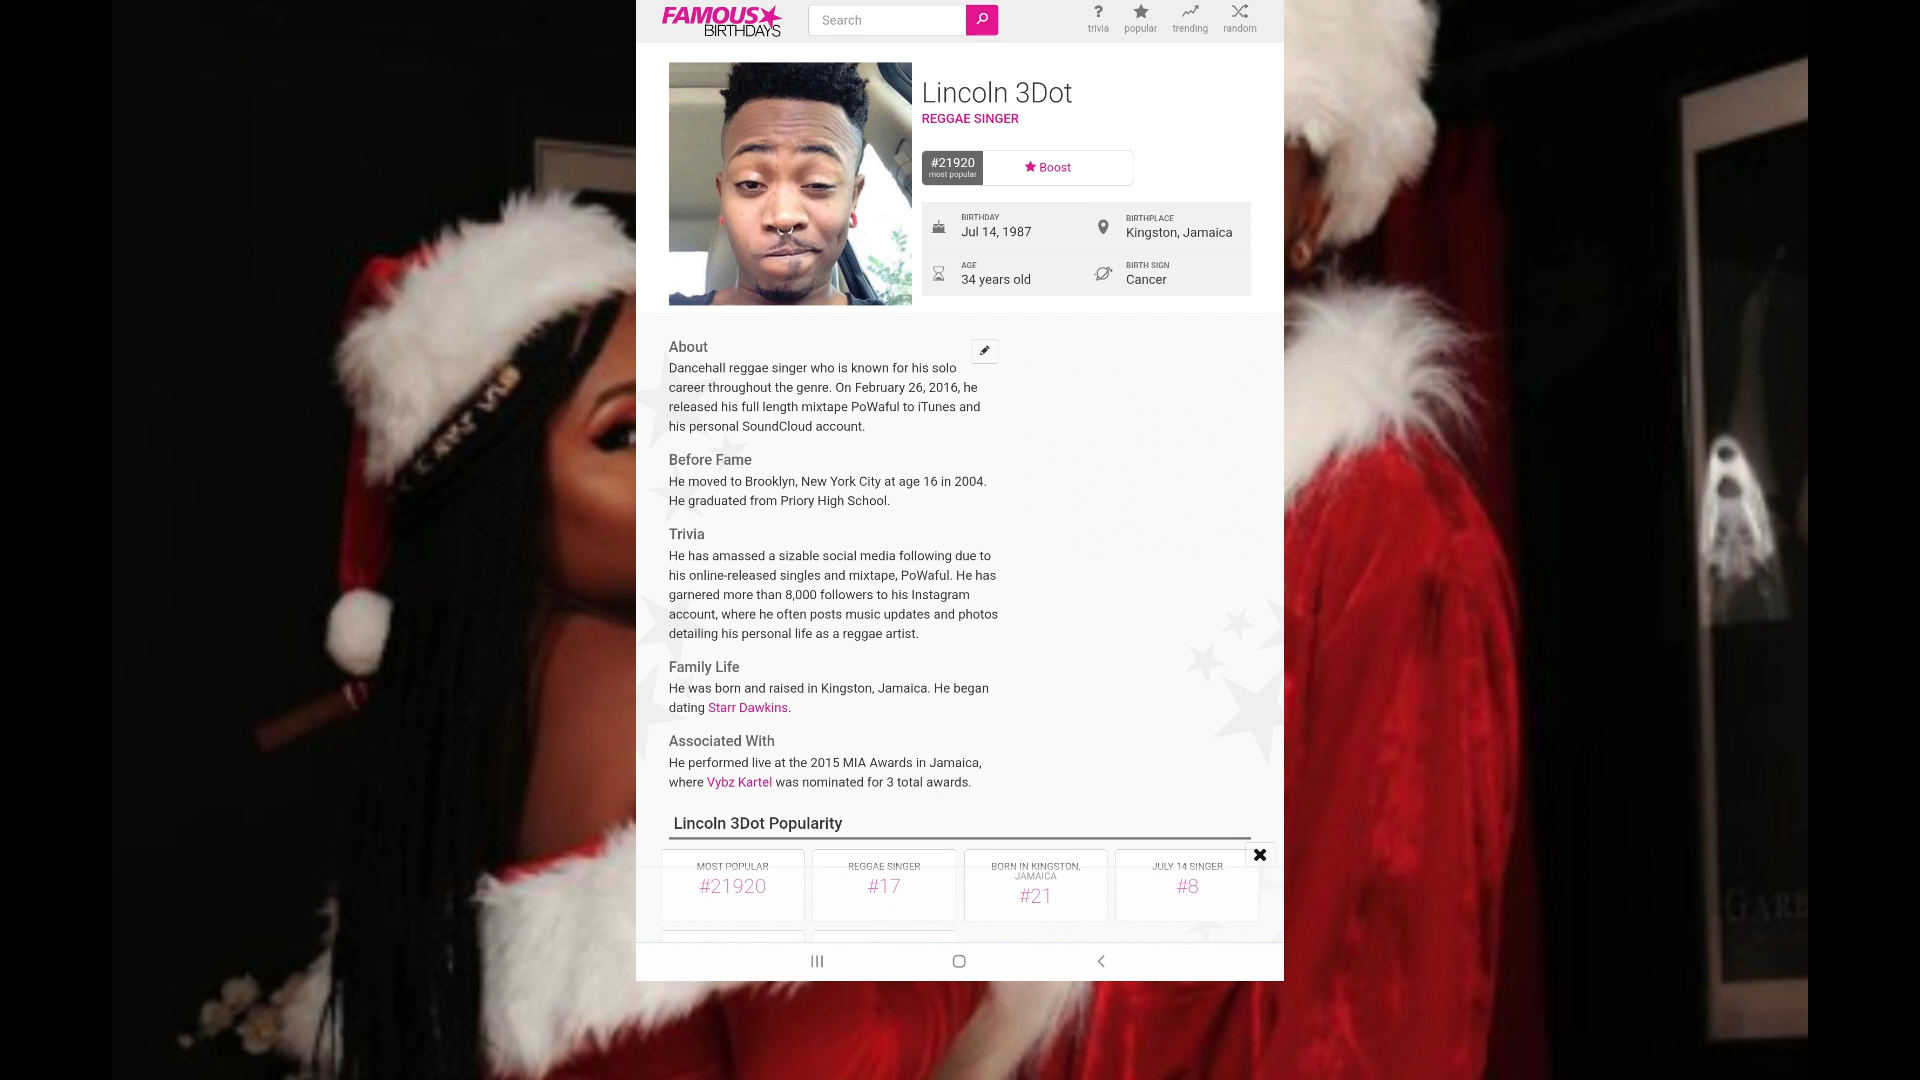 FAMOUS
BIRTHDAYS
Search
trivia
popular
trending
random
Lincoln 3Dot
REGGAE SINGER
#21920
most popular
Boost
BIRTHDAY
Jul 14, 1987
BIRTHPLACE
Kingston, Jamaica
AGE
34 years old
BIRTH SIGN
Cancer
About
Dancehall reggae singer who is known for his solo
career throughout the genre. On February 26, 2016, he
released his full length mixtape PoWaful to iTunes and
his personal SoundCloud account.
Before Fame
He moved to Brooklyn, New York City at age 16 in 2004.
He graduated from Priory High School.
Trivia
He has amassed a sizable social media following due to
his online-released singles and mixtape, PoWaful. He has
garnered more than 8,000 followers to his Instagram
account, where he often posts music updates and photos
detailing his personal life as a reggae artist.
Family Life
He was born and raised in Kingston, Jamaica. He began
dating Starr Dawkins.
Associated With
He performed live at the 2015 MIA Awards in Jamaica,
where Vybz Kartel was nominated for 3 total awards.
Lincoln 3Dot Popularity
MOST POPULAR
#21920
REGGAE SINGER
#17
BORN IN KINGSTON,
JAMAICA
#21
JULY 14 SINGER
#8